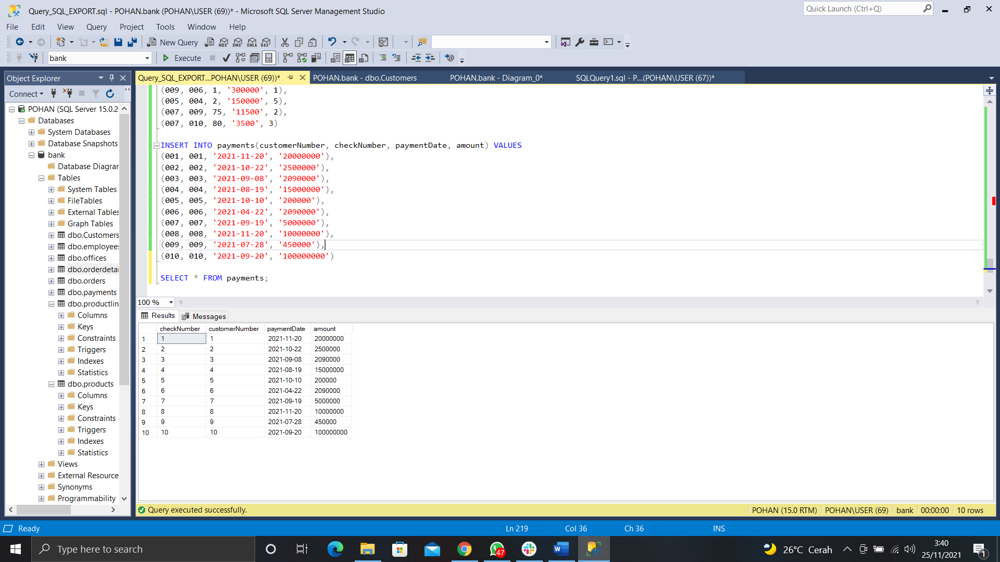 Query_SQL_EXPORT.sql - POHAN.bank (POHAN\USER (69))* - Microsoft SQL Server Management Studio
Quick Launch (Ctrl+Q)
File Edit View Query Project Tools Window Help
New Query
MDX DMX XMLA DAX
bank
Execute
Object Explorer
Query_SQL_EXPORT...POHAN\USER (69))*
POHAN.bank - dbo.Customers
POHAN.bank - Diagram_0*
SQLQuery1.sql - P...(POHAN\USER (67))*
Connect
POHAN (SQL Server 15.0.2
Databases
System Databases
Database Snapshots
bank
Database Diagrar
Tables
System Tables
FileTables
External Tables
Graph Tables
dbo.Customers
dbo.employees
dbo.offices
dbo.orderdetai
dbo.orders
dbo.payments
dbo.productlin
Columns
Keys
Constraints
Triggers
Indexes
Statistics
dbo.products
Columns
Keys
Constraints
Triggers
Indexes
Statistics
Views
External Resource
Synonyms
Programmability
(009, 006, 1, '300000', 1),
(005, 004, 2, '150000', 5),
(007, 009, 75, '11500', 2),
(007, 010, 80, '3500', 3)
INSERT INTO payments(customerNumber, checkNumber, paymentDate, amount) VALUES
(001, 001, '2021-11-20', '20000000'),
(002, 002, '2021-10-22', '2500000'),
(003, 003, '2021-09-08', '2090000'),
(004, 004, '2021-08-19', '15000000'),
(005, 005, '2021-10-10', '200000'),
(006, 006, '2021-04-22', '2090000'),
(007, 007, '2021-09-19', '5000000'),
(008, 008, '2021-11-20', '10000000'),
(009, 009, '2021-07-28', '450000'),
(010, 010, '2021-09-20', '100000000')
SELECT * FROM payments;
100 %
Results Messages
checkNumber customerNumber paymentDate amount
1 1 1 2021-11-20 20000000
2 2 2 2021-10-22 2500000
3 3 3 2021-09-08 2090000
4 4 4 2021-08-19 15000000
5 5 5 2021-10-10 200000
6 6 6 2021-04-22 2090000
7 7 7 2021-09-19 5000000
8 8 8 2021-11-20 10000000
9 9 9 2021-07-28 450000
10 10 10 2021-09-20 100000000
Query executed successfully.
POHAN (15.0 RTM) POHAN\USER (69) bank 00:00:00 10 rows
Ready
Ln 219 Col 36 Ch 36 INS
Type here to search
47
26°C Cerah
3:40
25/11/2021
1